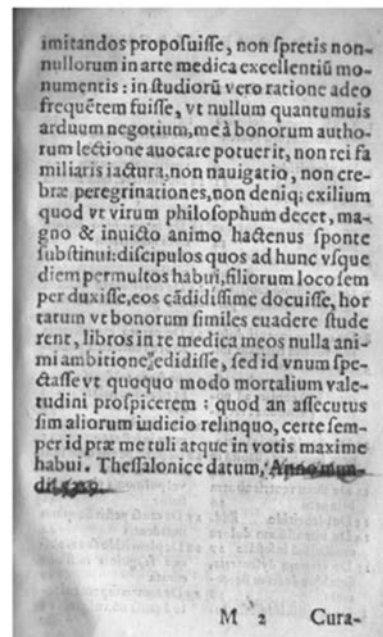 imitandos proposuiſſe, non ſpretis non-
nullorum in arte medica excellentiũ mo-
numentis: in ſtudiorũ vero ratione adeo
frequẽtem fuiſſe, vt nullum quantumuis
arduum negotium, me à bonorum autho-
rum lectione auocare potuerit, non rei fa
miliaris iactura, non nauigatio, non cre-
bræ peregrinationes, non deniq; exilium
quod vt virum philoſophum decet, ma-
gno & inuicto animo hactenus ſponte
ſubſtinui: diſcipulos quos ad hunc vſque
diem permultos habui, filiorum loco ſem
per duxiſſe, eos cãdidiſſime docuiſſe, hor
tatum vt bonorum ſimiles euadere ſtude
rent, libros in re medica meos nulla ani-
mi ambitione edidiſſe, ſed id vnum ſpe-
ctaſſe vt quoquo modo mortalium vale-
tudini proſpicerem: quod an aſſecutus
ſim aliorum iudicio relinquo, certe ſem-
per id præ me tuli atque in votis maxime
habui. Theſſalonice datum, Anno mun-
M 2 Cura-